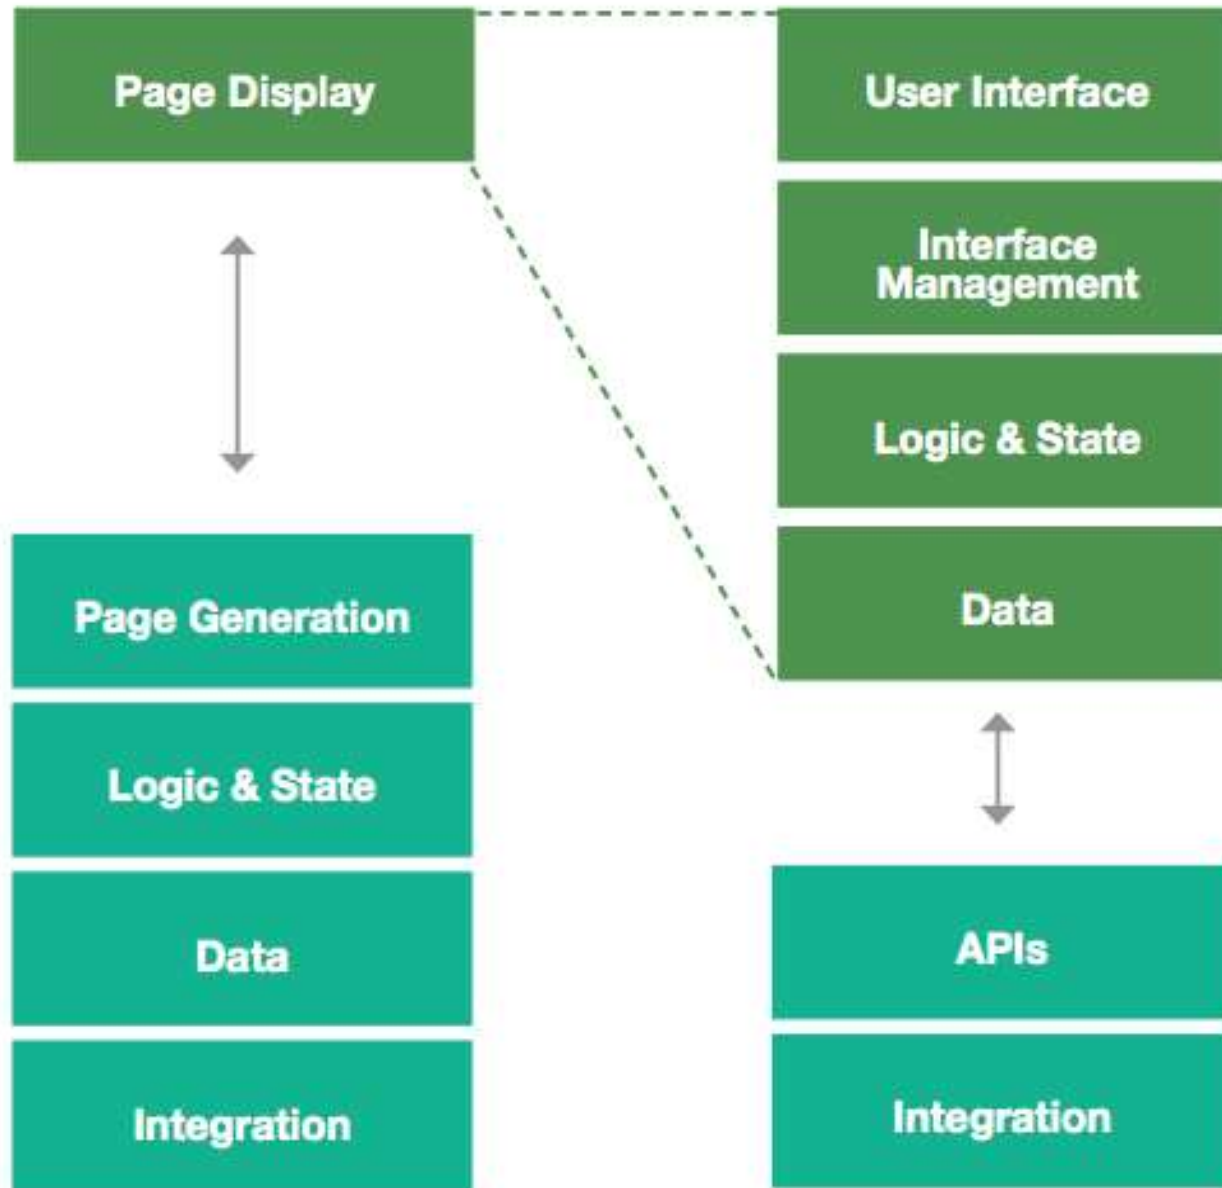 Page Display
Page Generation
Logic & State
Data
Integration
User Interface
Interface
Management
Logic & State
Data
APIs
Integration